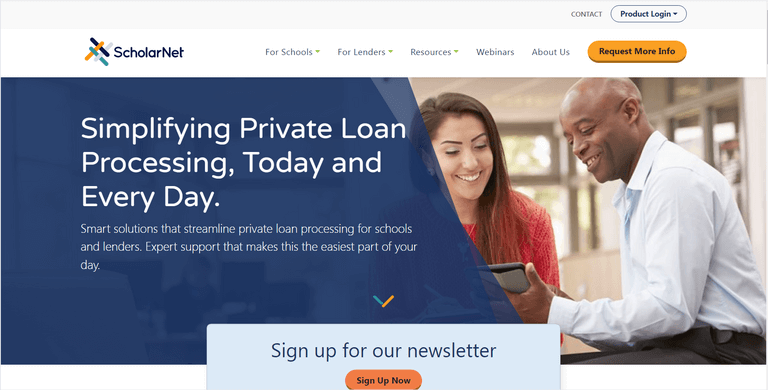 CONTACT
Product Login
ScholarNet
For Schools
For Lenders
Resources
Webinars
About Us
Request More Info
Simplifying Private Loan
Processing, Today and
Every Day.
Smart solutions that streamline private loan processing for schools
and lenders. Expert support that makes this the easiest part of your
day.
Sign up for our newsletter
Sign Up Now